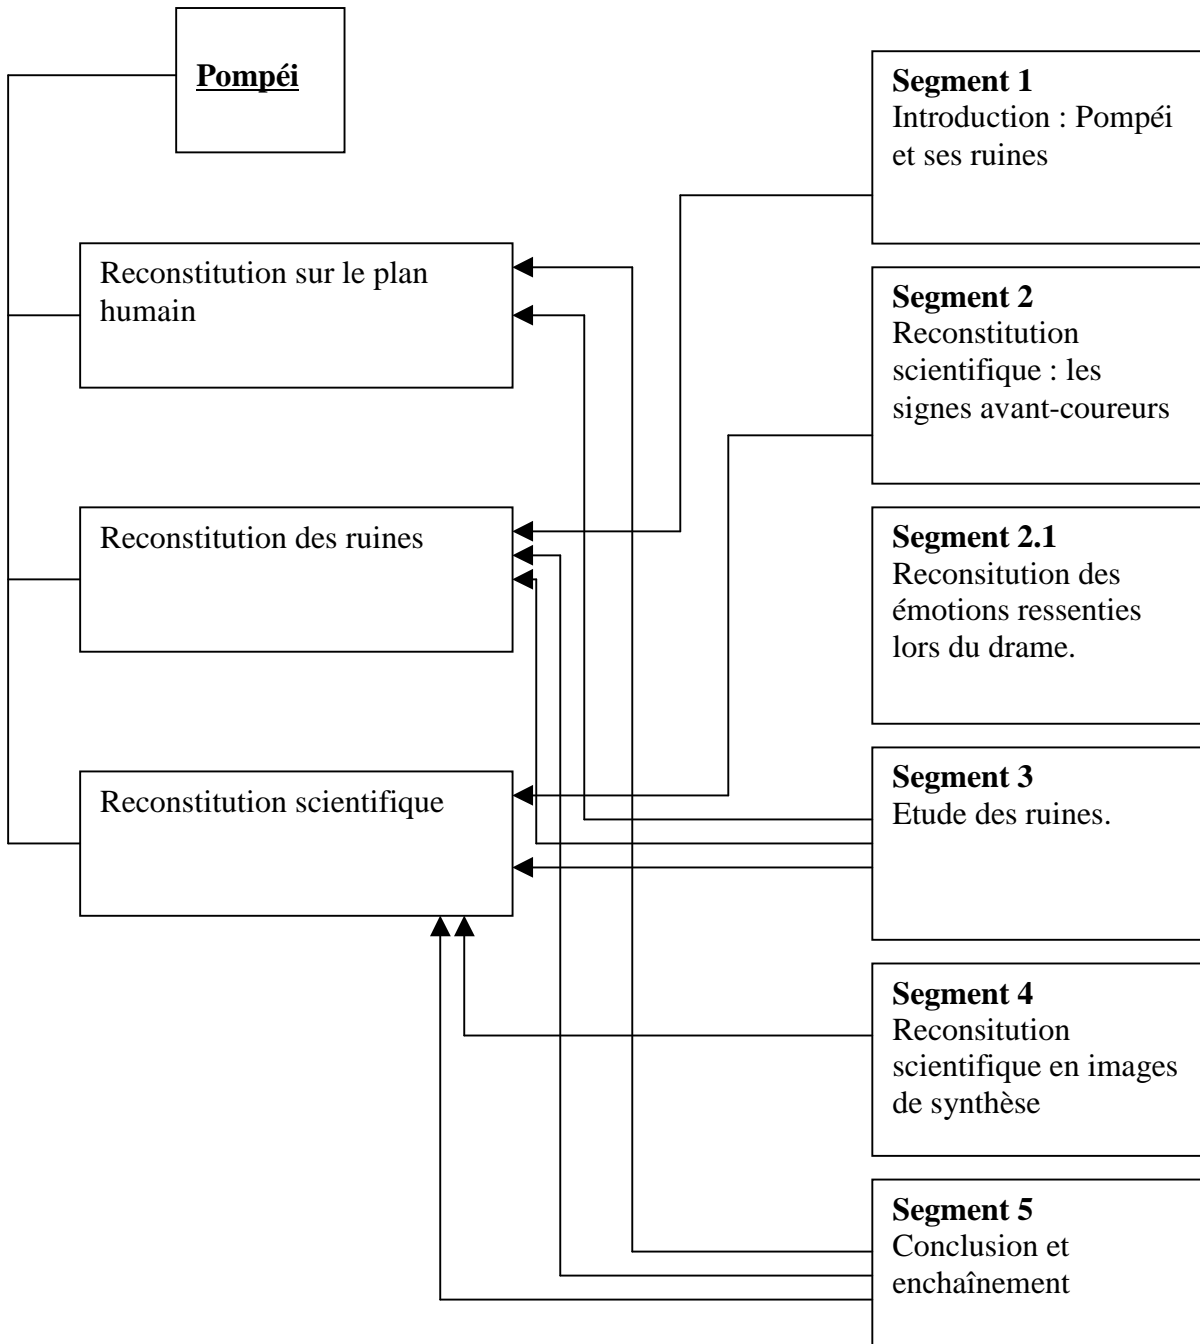 Pompéi
Reconstitution sur le plan
humain
Reconstitution des ruines
Reconstitution scientifique
Segment 1
Introduction : Pompéi
et ses ruines
Segment 2
Reconstitution
scientifique : les
signes avant-coureurs
Segment 2.1
Reconsitution des
émotions ressenties
lors du drame.
Segment 3
Etude des ruines.
Segment 4
Reconsitution
scientifique en images
de synthèse
Segment 5
Conclusion et
enchaînement